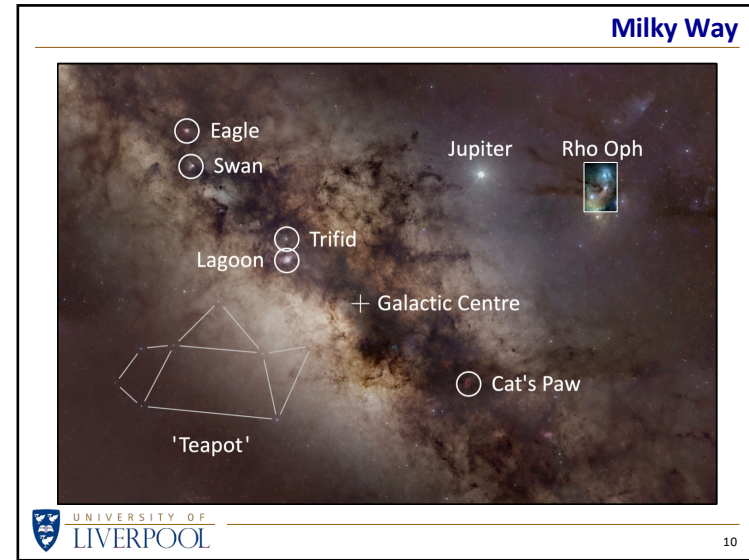 Milky Way
Eagle
Swan
Jupiter
Rho Oph
Trifid
Lagoon
Galactic Centre
Cat's Paw
'Teapot'
UNIVERSITY OF
LIVERPOOL
10